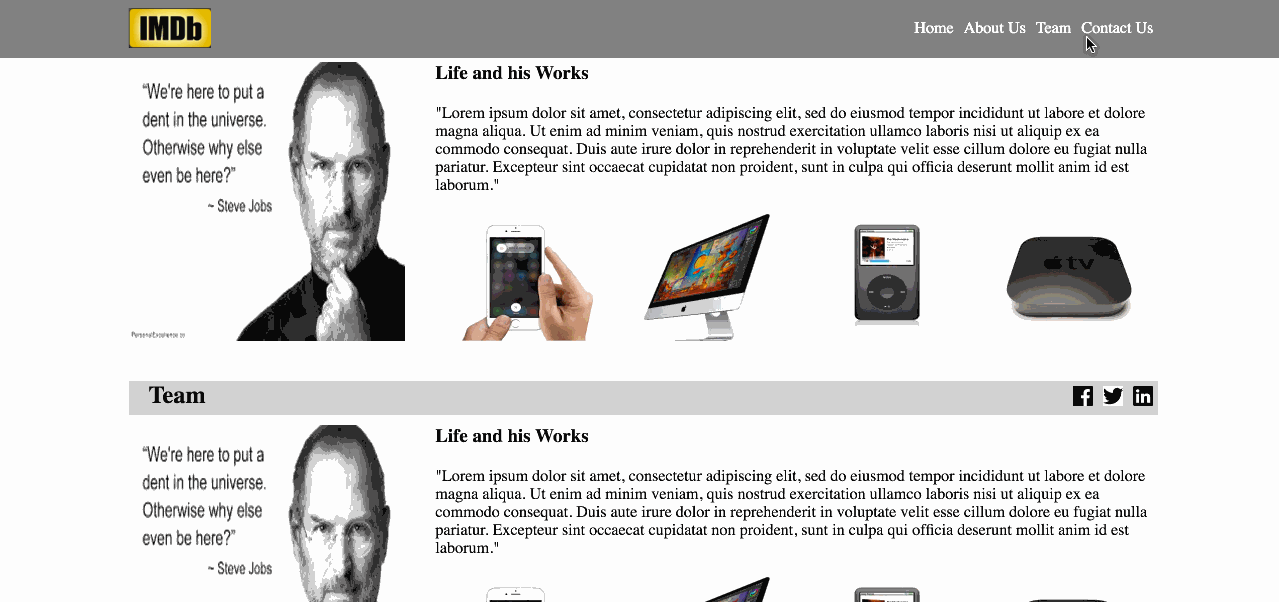 IMDb
Home About Us Team Contact Us
“We're here to put a
dent in the universe.
Otherwise why else
even be here?”
~ Steve Jobs
PersonalExcellence.co
Life and his Works
"Lorem ipsum dolor sit amet, consectetur adipiscing elit, sed do eiusmod tempor incididunt ut labore et dolore
magna aliqua. Ut enim ad minim veniam, quis nostrud exercitation ullamco laboris nisi ut aliquip ex ea
commodo consequat. Duis aute irure dolor in reprehenderit in voluptate velit esse cillum dolore eu fugiat nulla
pariatur. Excepteur sint occaecat cupidatat non proident, sunt in culpa qui officia deserunt mollit anim id est
laborum."
tv
Team
“We're here to put a
dent in the universe.
Otherwise why else
even be here?”
~ Steve Jobs
Life and his Works
"Lorem ipsum dolor sit amet, consectetur adipiscing elit, sed do eiusmod tempor incididunt ut labore et dolore
magna aliqua. Ut enim ad minim veniam, quis nostrud exercitation ullamco laboris nisi ut aliquip ex ea
commodo consequat. Duis aute irure dolor in reprehenderit in voluptate velit esse cillum dolore eu fugiat nulla
pariatur. Excepteur sint occaecat cupidatat non proident, sunt in culpa qui officia deserunt mollit anim id est
laborum."